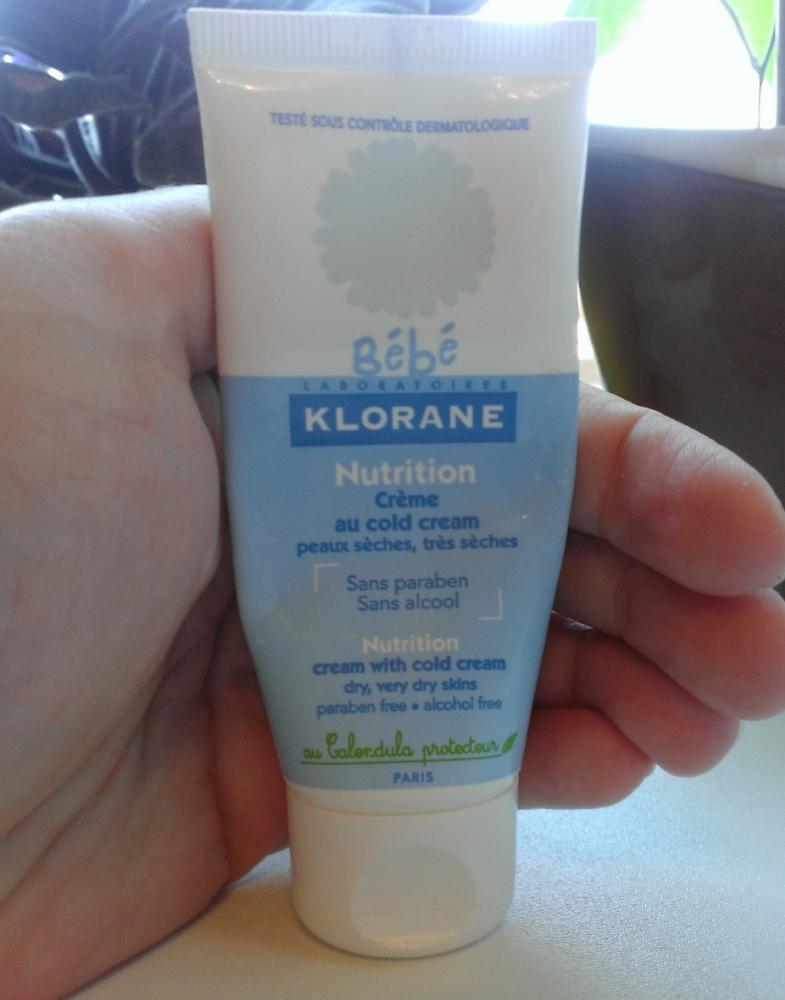 TESTÉ SOUS CONTRÔLE DERMATOLOGIQUE
Bébé
LABORATOIRES
KLORANE
Nutrition
Crème
au cold cream
peaux sèches, très sèches
Sans paraben
Sans alcool
Nutrition
cream with cold cream
dry, very dry skins
paraben free • alcohol free
au Calendula protecteur
PARIS